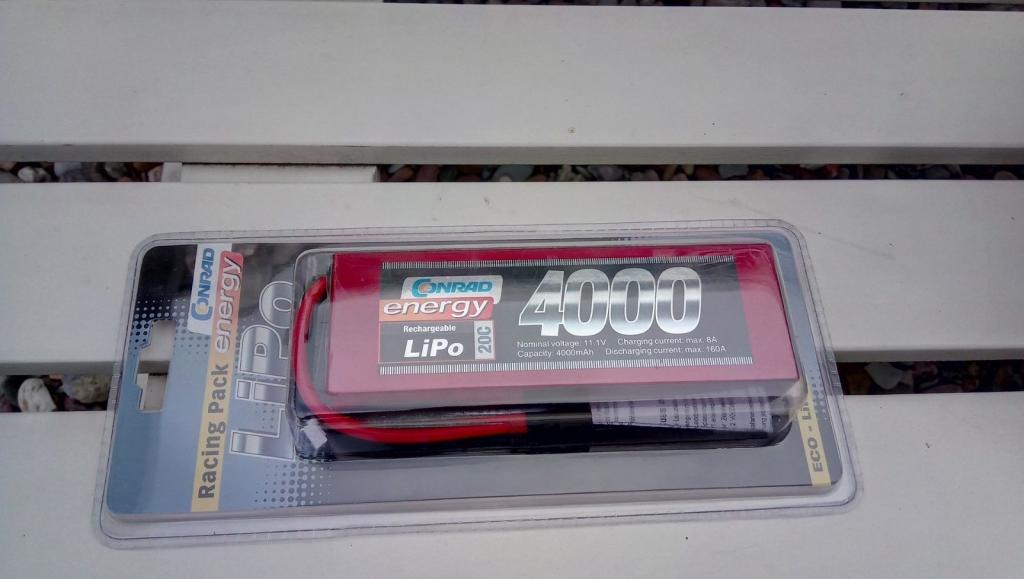 CONRAD
energy
Racing Pack
LiPo
CONRAD
energy
Rechargeable
LiPo
20C
4000
Nominal voltage: 11.1V Charging current: max. 8A
Capacity: 4000mAh Discharging current: max. 160A
ECO - Li